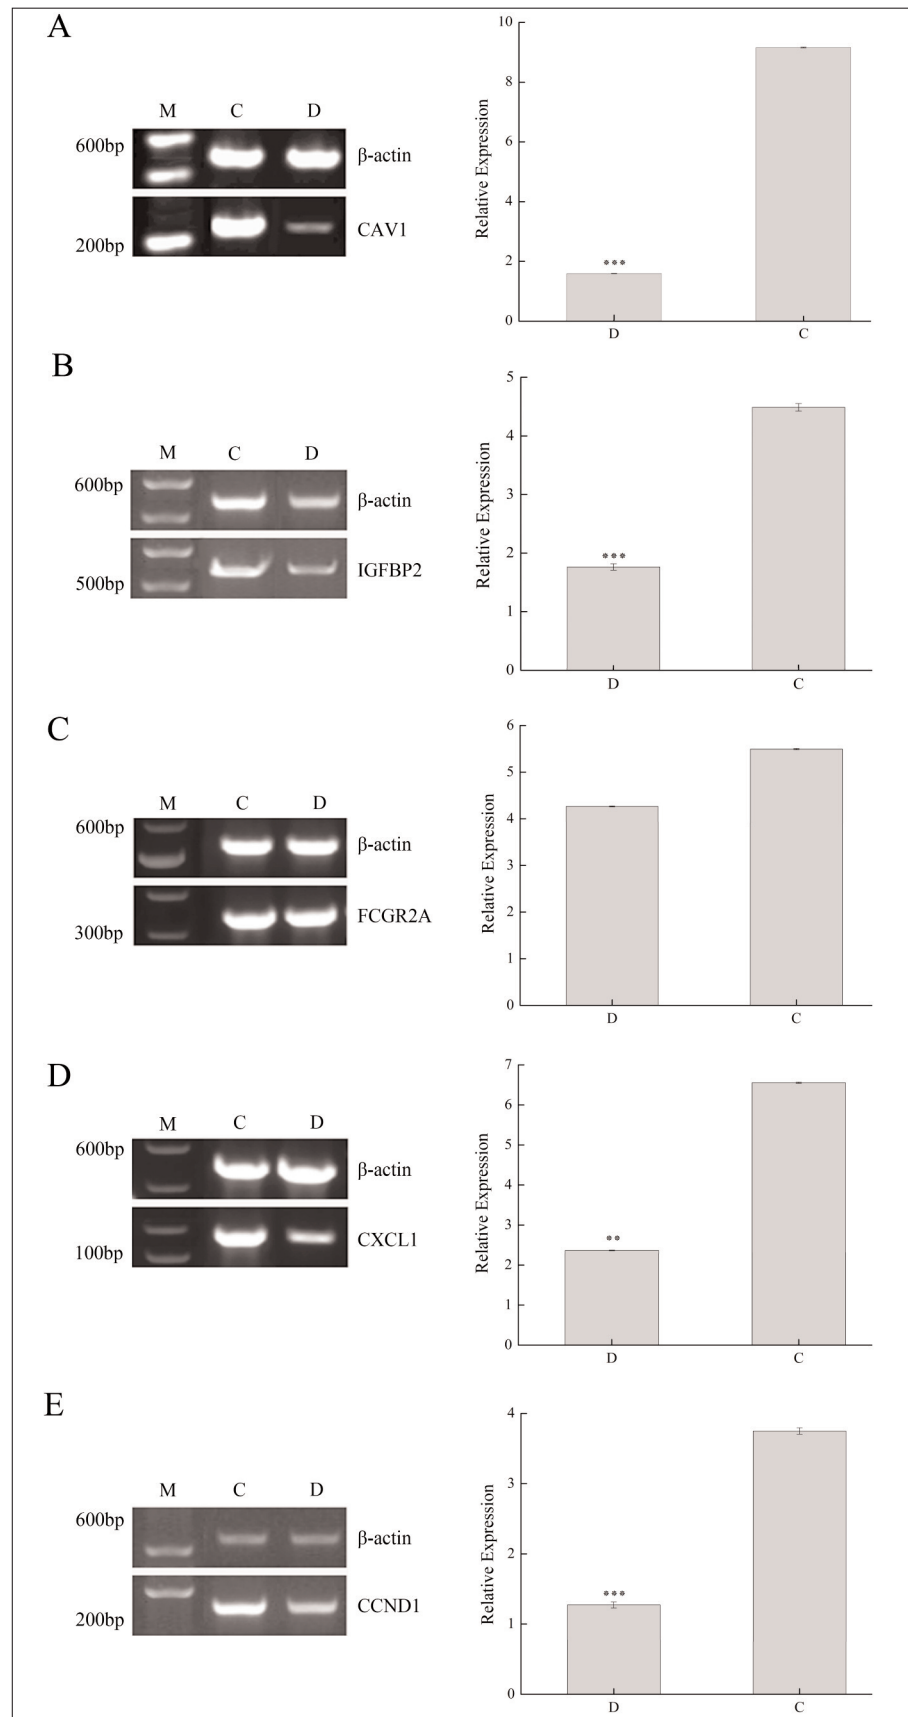 A
M C D
600bp
β-actin
200bp
CAV1
Relative Expression
10
8
6
4
2
0
***
D C
B
M C D
600bp
β-actin
500bp
IGFBP2
Relative Expression
5
4
3
2
1
0
***
D C
C
M C D
600bp
β-actin
300bp
FCGR2A
Relative Expression
6
5
4
3
2
1
0
D C
D
M C D
600bp
β-actin
100bp
CXCL1
Relative Expression
7
6
5
4
3
2
1
0
**
D C
E
M C D
600bp
β-actin
200bp
CCND1
Relative Expression
4
3
2
1
0
***
D C